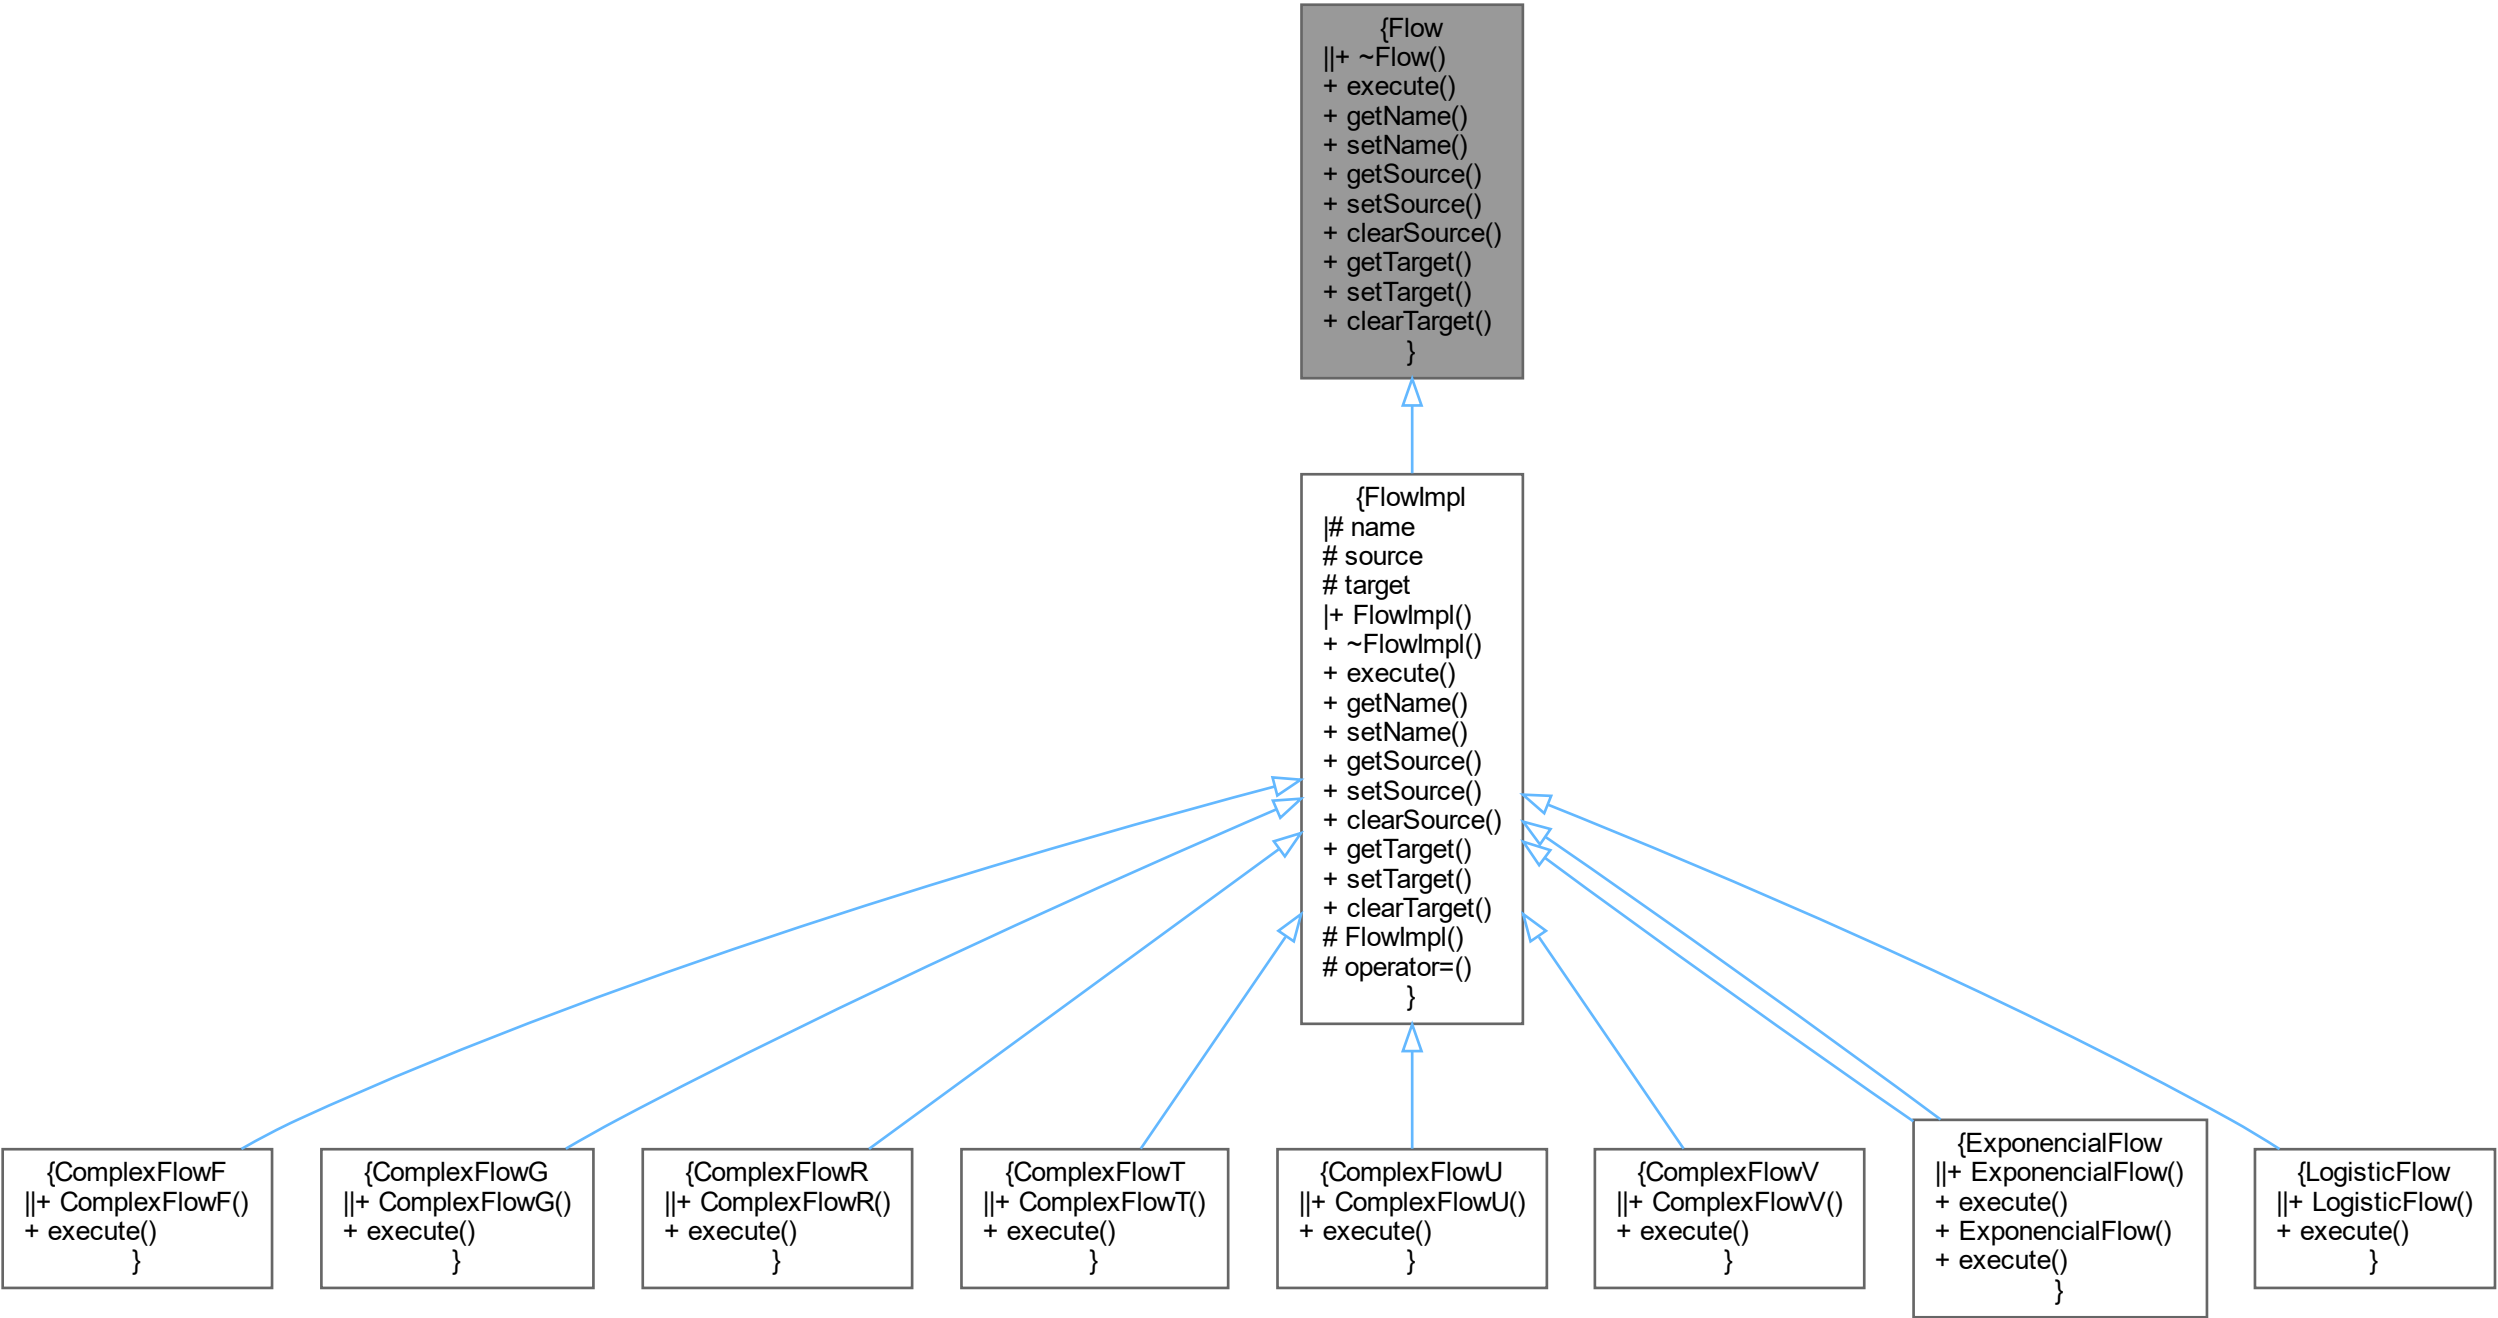 {Flow
||+ ~Flow()
+ execute()
+ getName()
+ setName()
+ getSource()
+ setSource()
+ clearSource()
+ getTarget()
+ setTarget()
+ clearTarget()
}
{FlowImpl
|# name
# source
# target
|+ FlowImpl()
+ ~FlowImpl()
+ execute()
+ getName()
+ setName()
+ getSource()
+ setSource()
+ clearSource()
+ getTarget()
+ setTarget()
+ clearTarget()
# FlowImpl()
# operator=()
}
{ComplexFlowF
||+ ComplexFlowF()
+ execute()
}
{ComplexFlowG
||+ ComplexFlowG()
+ execute()
}
{ComplexFlowR
||+ ComplexFlowR()
+ execute()
}
{ComplexFlowT
||+ ComplexFlowT()
+ execute()
}
{ComplexFlowU
||+ ComplexFlowU()
+ execute()
}
{ComplexFlowV
||+ ComplexFlowV()
+ execute()
}
{ExponencialFlow
||+ ExponencialFlow()
+ execute()
+ ExponencialFlow()
+ execute()
}
{LogisticFlow
||+ LogisticFlow()
+ execute()
}